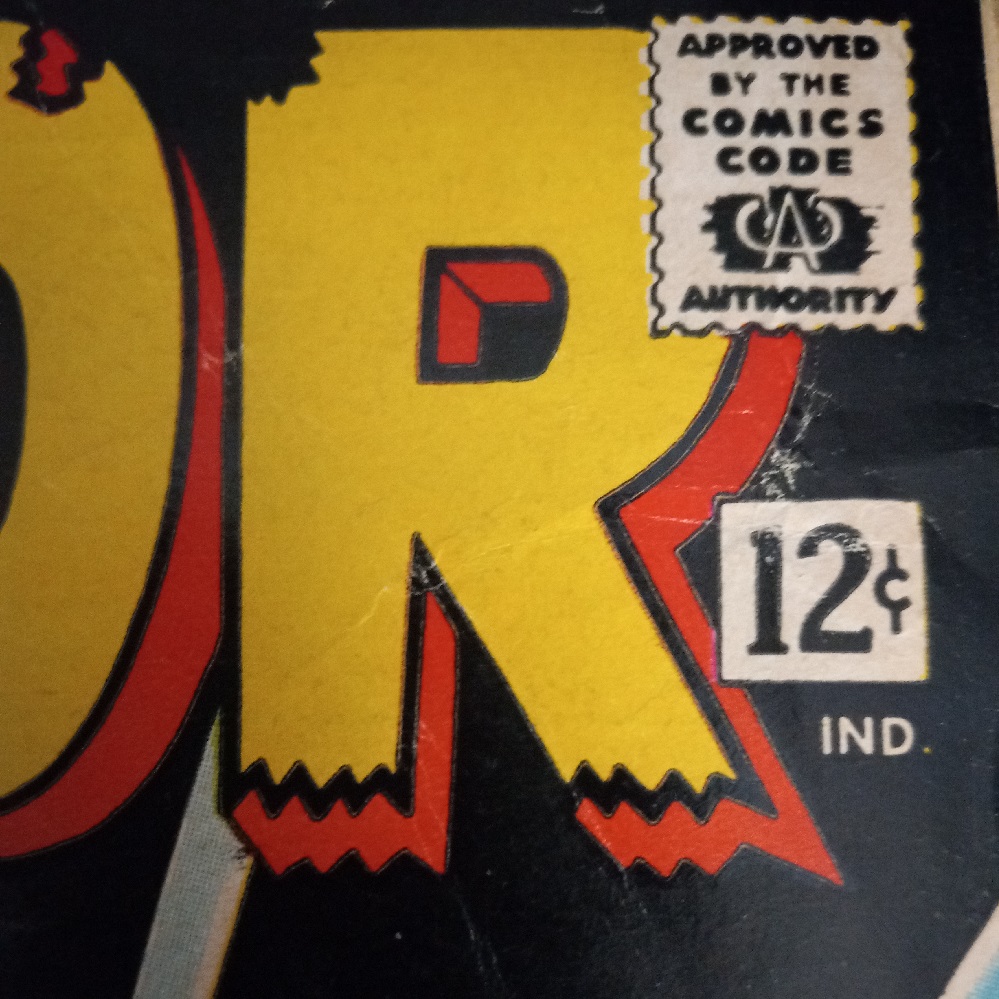 OR
APPROVED
BY THE
COMICS
CODE
CA
AUTHORITY
12¢
IND.